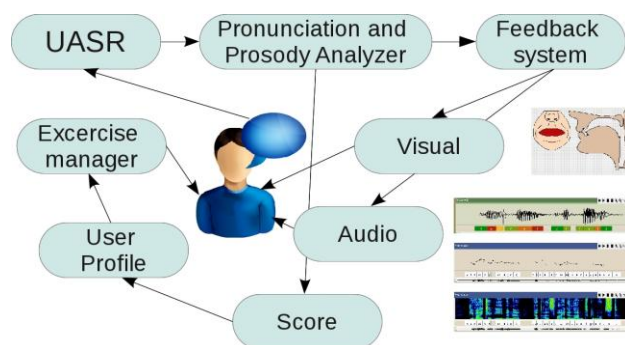 UASR
Pronunciation and
Prosody Analyzer
Feedback
system
Excercise
manager
Visual
User
Profile
Audio
Score